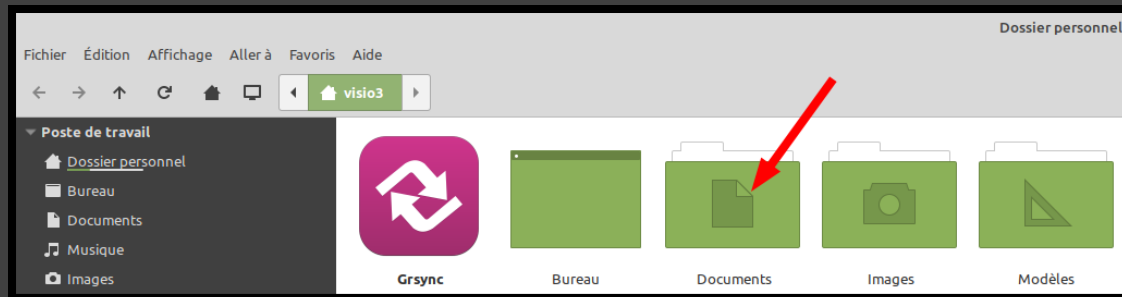 Dossier personnel
Fichier Édition Affichage Aller à Favoris Aide
visio3
Poste de travail
Dossier personnel
Bureau
Documents
Musique
Images
Grsync Bureau Documents Images Modèles